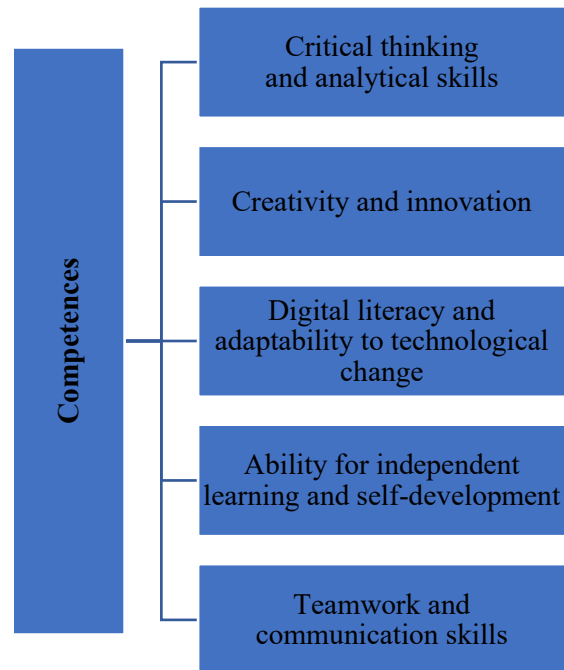 Competences
Critical thinking
and analytical skills
Creativity and innovation
Digital literacy and
adaptability to technological
change
Ability for independent
learning and self-development
Teamwork and
communication skills